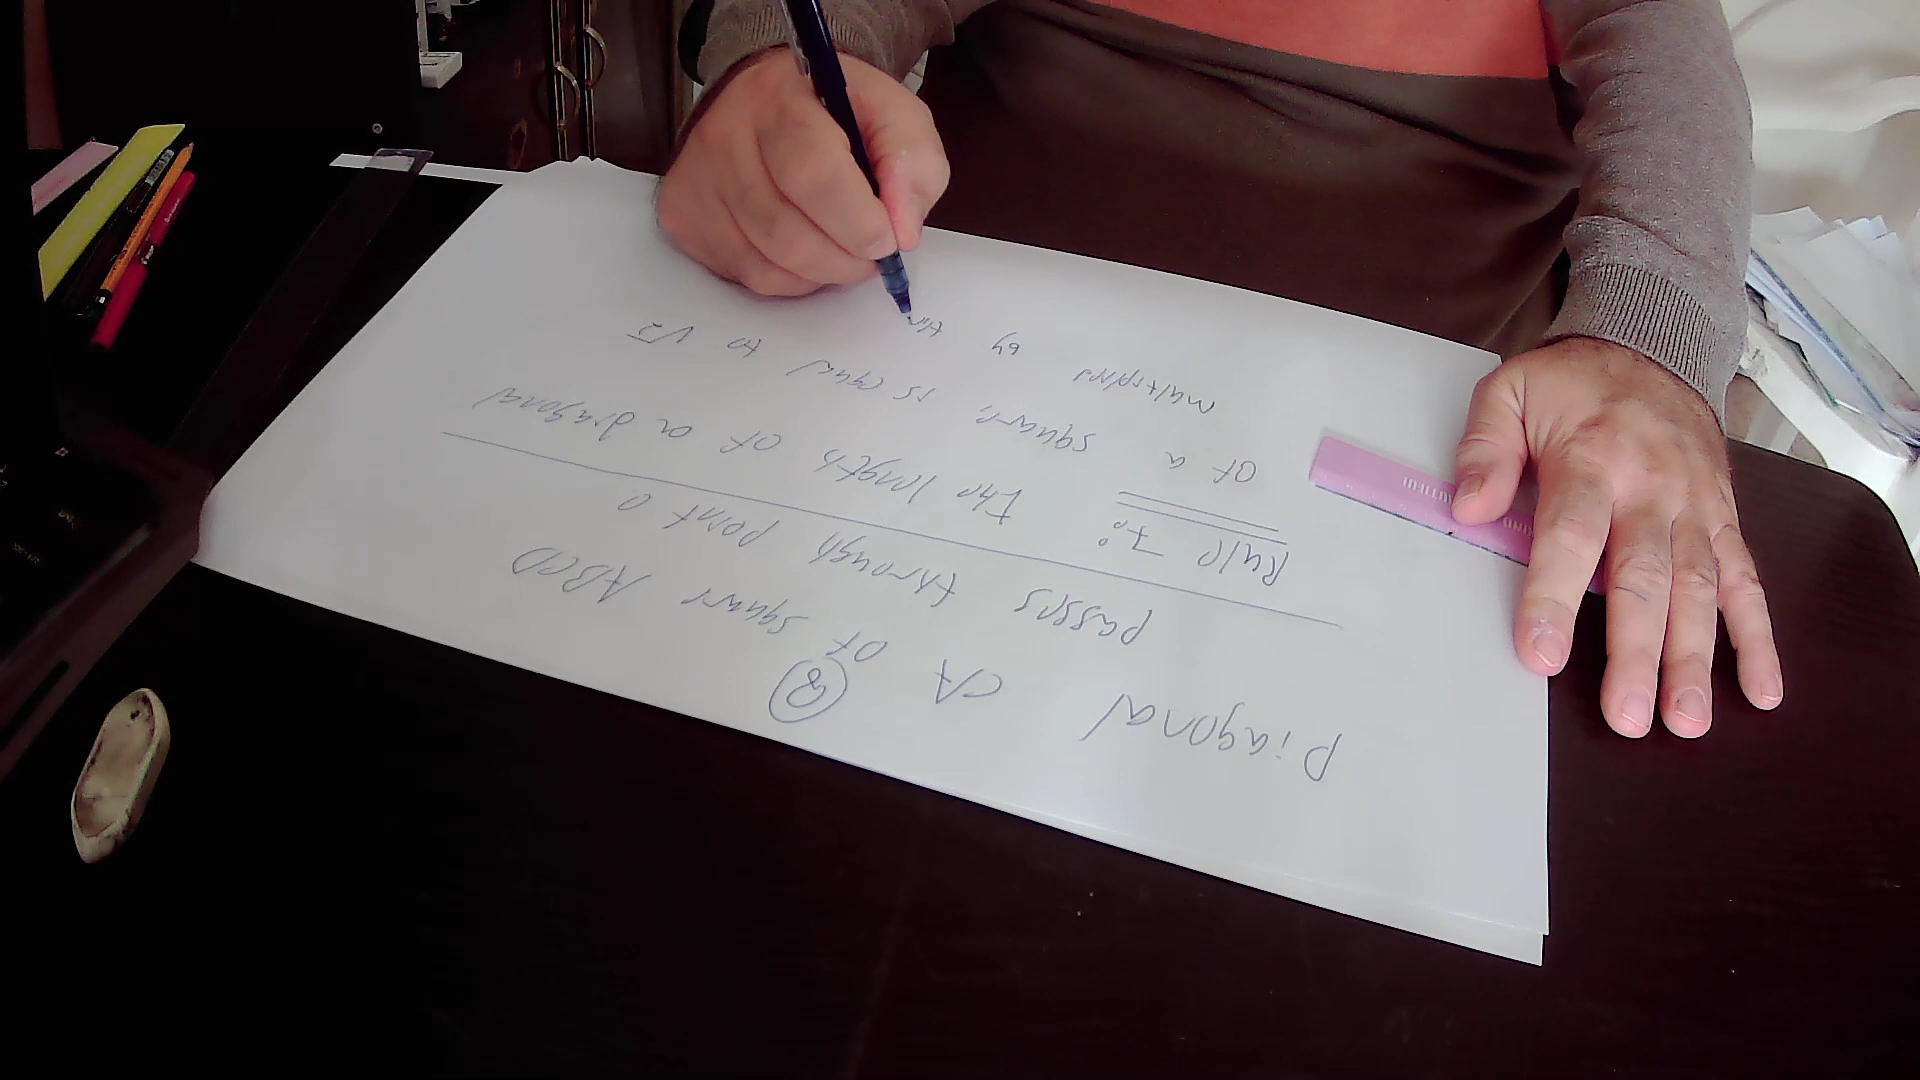 Diagonal CA of square ABCD
passes through point O
8
Rule 7:
the length of a diagonal
of a square, is equal to √2
multiplied by the